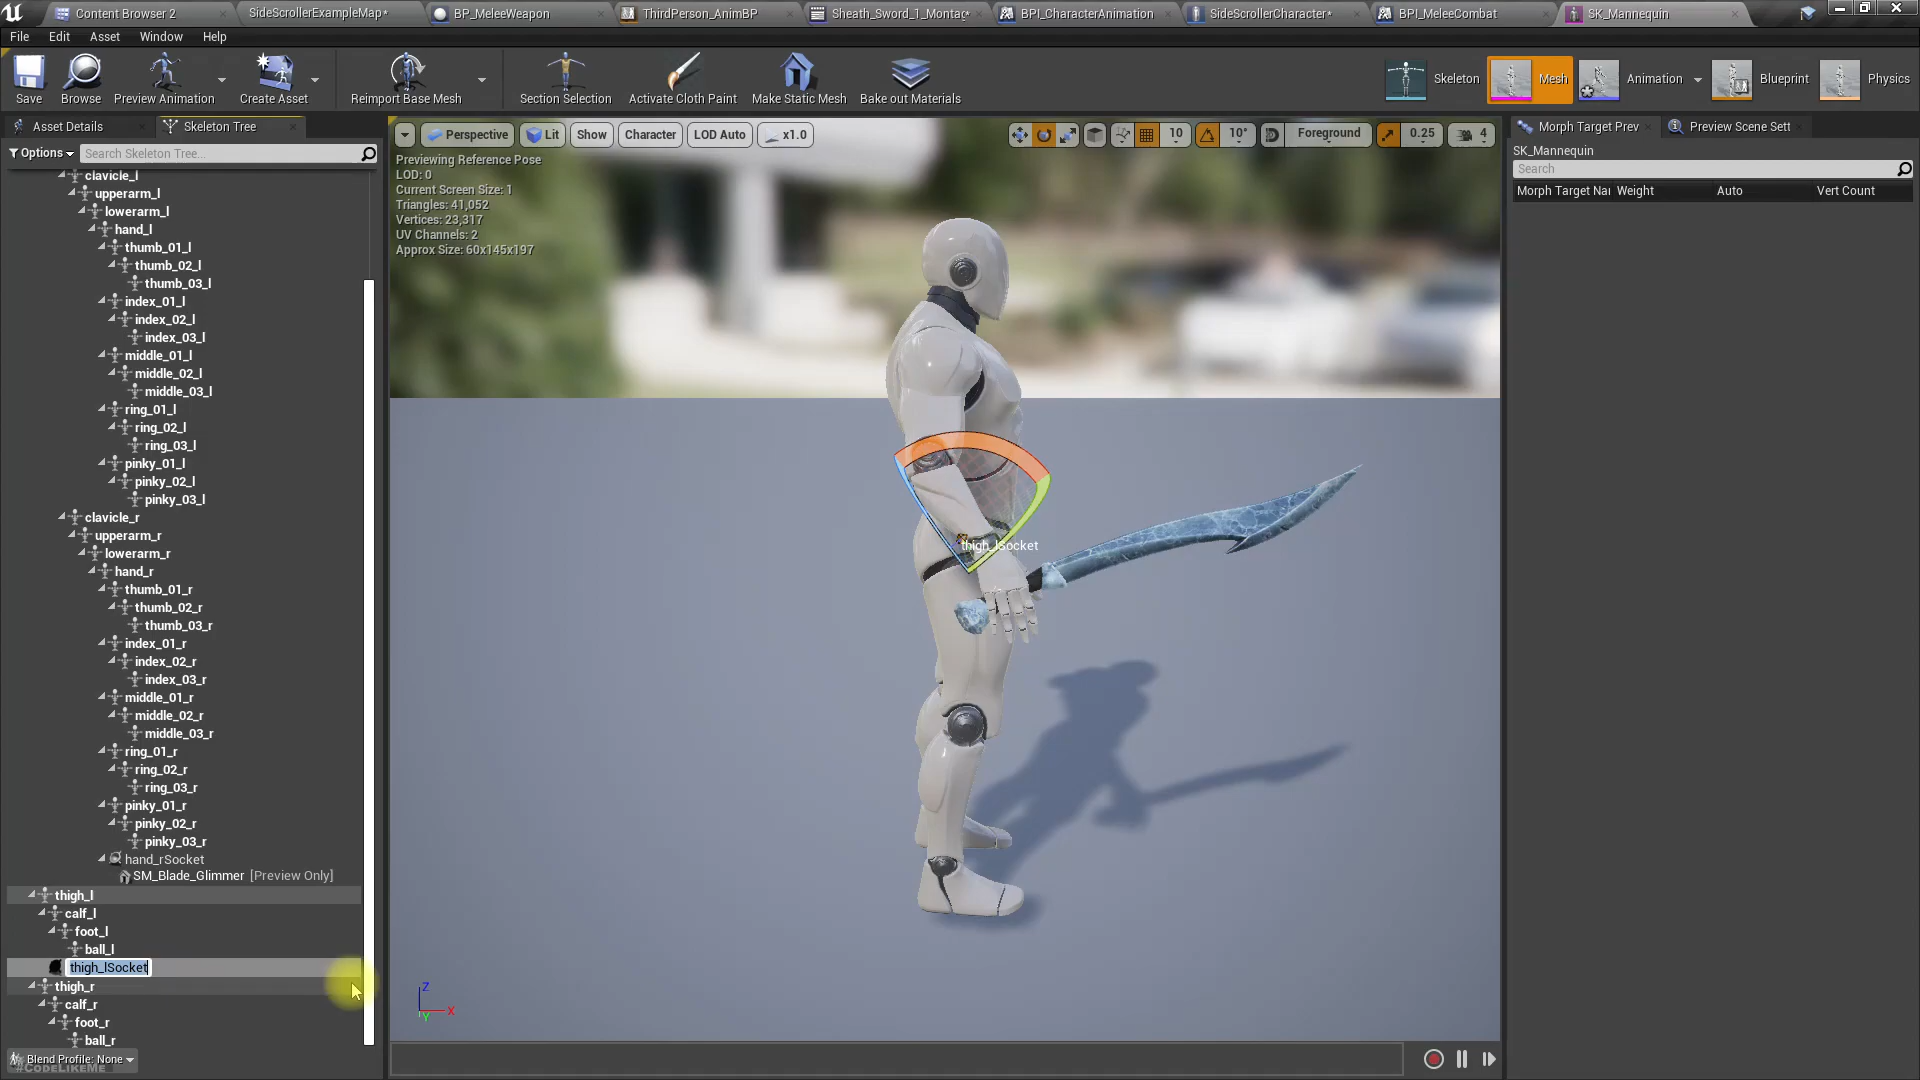 Content Browser 2
SideScrollerExampleMap*
BP_MeleeWeapon
ThirdPerson_AnimBP
Sheath_Sword_1_Montag*
BPI_CharacterAnimation
SideScrollerCharacter*
BPI_MeleeCombat
SK_Mannequin
File Edit Asset Window Help
Save
Browse
Preview Animation
Create Asset
Reimport Base Mesh
Section Selection
Activate Cloth Paint
Make Static Mesh
Bake out Materials
Skeleton
Mesh
Animation
Blueprint
Physics
Asset Details
Skeleton Tree
Options
Search Skeleton Tree...
clavicle_l
upperarm_l
lowerarm_l
hand_l
thumb_01_l
thumb_02_l
thumb_03_l
index_01_l
index_02_l
index_03_l
middle_01_l
middle_02_l
middle_03_l
ring_01_l
ring_02_l
ring_03_l
pinky_01_l
pinky_02_l
pinky_03_l
clavicle_r
upperarm_r
lowerarm_r
hand_r
thumb_01_r
thumb_02_r
thumb_03_r
index_01_r
index_02_r
index_03_r
middle_01_r
middle_02_r
middle_03_r
ring_01_r
ring_02_r
ring_03_r
pinky_01_r
pinky_02_r
pinky_03_r
hand_rSocket
SM_Blade_Glimmer [Preview Only]
thigh_l
calf_l
foot_l
ball_l
thigh_lSocket
thigh_r
calf_r
foot_r
ball_r
Blend Profile: None
#CODELIKEME
Perspective
Lit
Show
Character
LOD Auto
x1.0
10
10°
Foreground
0.25
4
Previewing Reference Pose
LOD: 0
Current Screen Size: 1
Triangles: 41,052
Vertices: 23,317
UV Channels: 2
Approx Size: 60x145x197
thigh_lSocket
Z
X
Y
Morph Target Prev
Preview Scene Sett
SK_Mannequin
Search
Morph Target Nai Weight Auto Vert Count